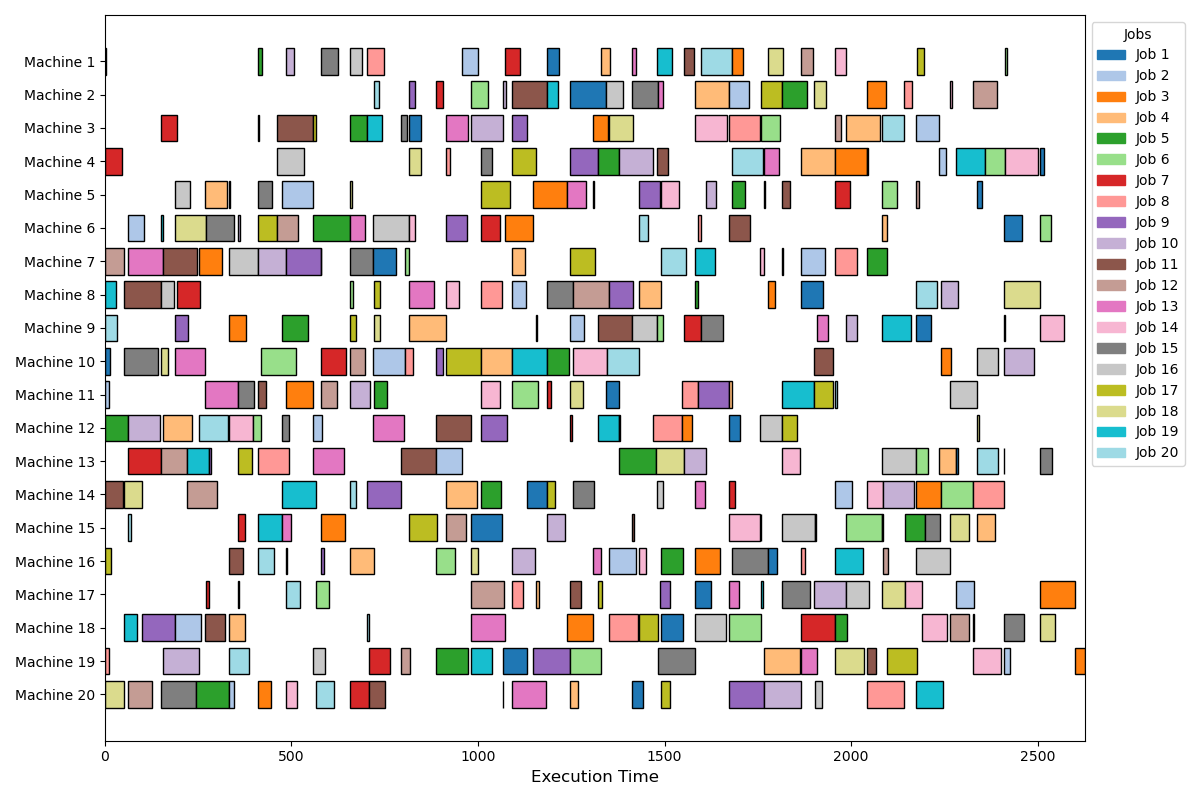 Machine 1
Machine 2
Machine 3
Machine 4
Machine 5
Machine 6
Machine 7
Machine 8
Machine 9
Machine 10
Machine 11
Machine 12
Machine 13
Machine 14
Machine 15
Machine 16
Machine 17
Machine 18
Machine 19
Machine 20
0 500 1000 1500 2000 2500
Execution Time
Jobs
Job 1
Job 2
Job 3
Job 4
Job 5
Job 6
Job 7
Job 8
Job 9
Job 10
Job 11
Job 12
Job 13
Job 14
Job 15
Job 16
Job 17
Job 18
Job 19
Job 20